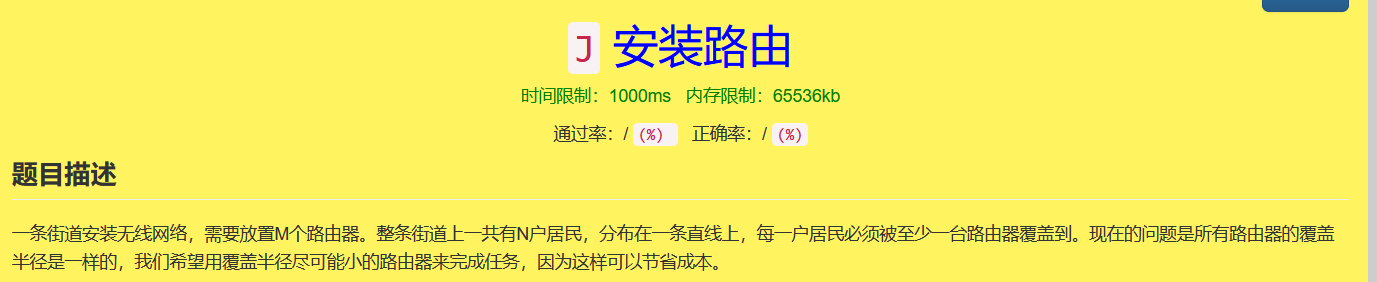 J 安装路由
时间限制：1000ms 内存限制：65536kb
通过率：/ (%) 正确率：/ (%)
题目描述
一条街道安装无线网络，需要放置M个路由器。整条街道上一共有N户居民，分布在一条直线上，每一户居民必须被至少一台路由器覆盖到。现在的问题是所有路由器的覆盖
半径是一样的，我们希望用覆盖半径尽可能小的路由器来完成任务，因为这样可以节省成本。